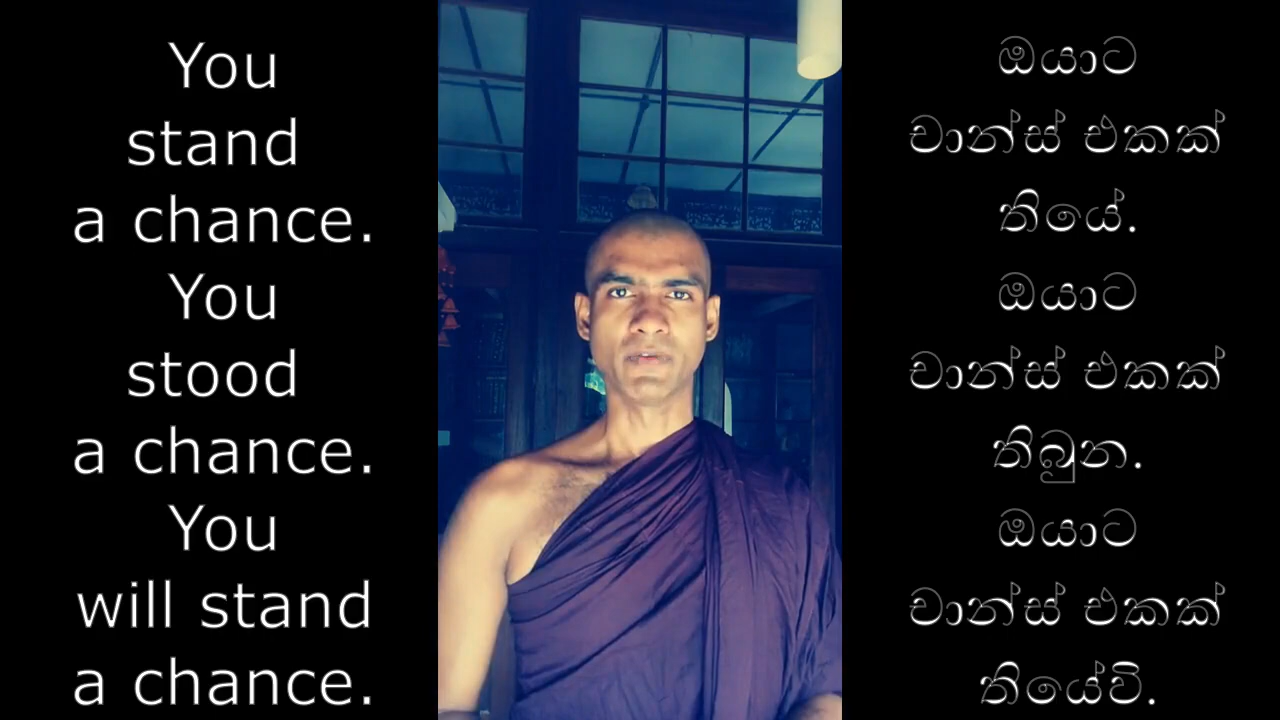 You
stand
a chance.
You
stood
a chance.
You
will stand
a chance.
ඔයාට
චාන්ස් එකක්
තියේ.
ඔයාට
චාන්ස් එකක්
තිබුන.
ඔයාට
චාන්ස් එකක්
තියේවි.